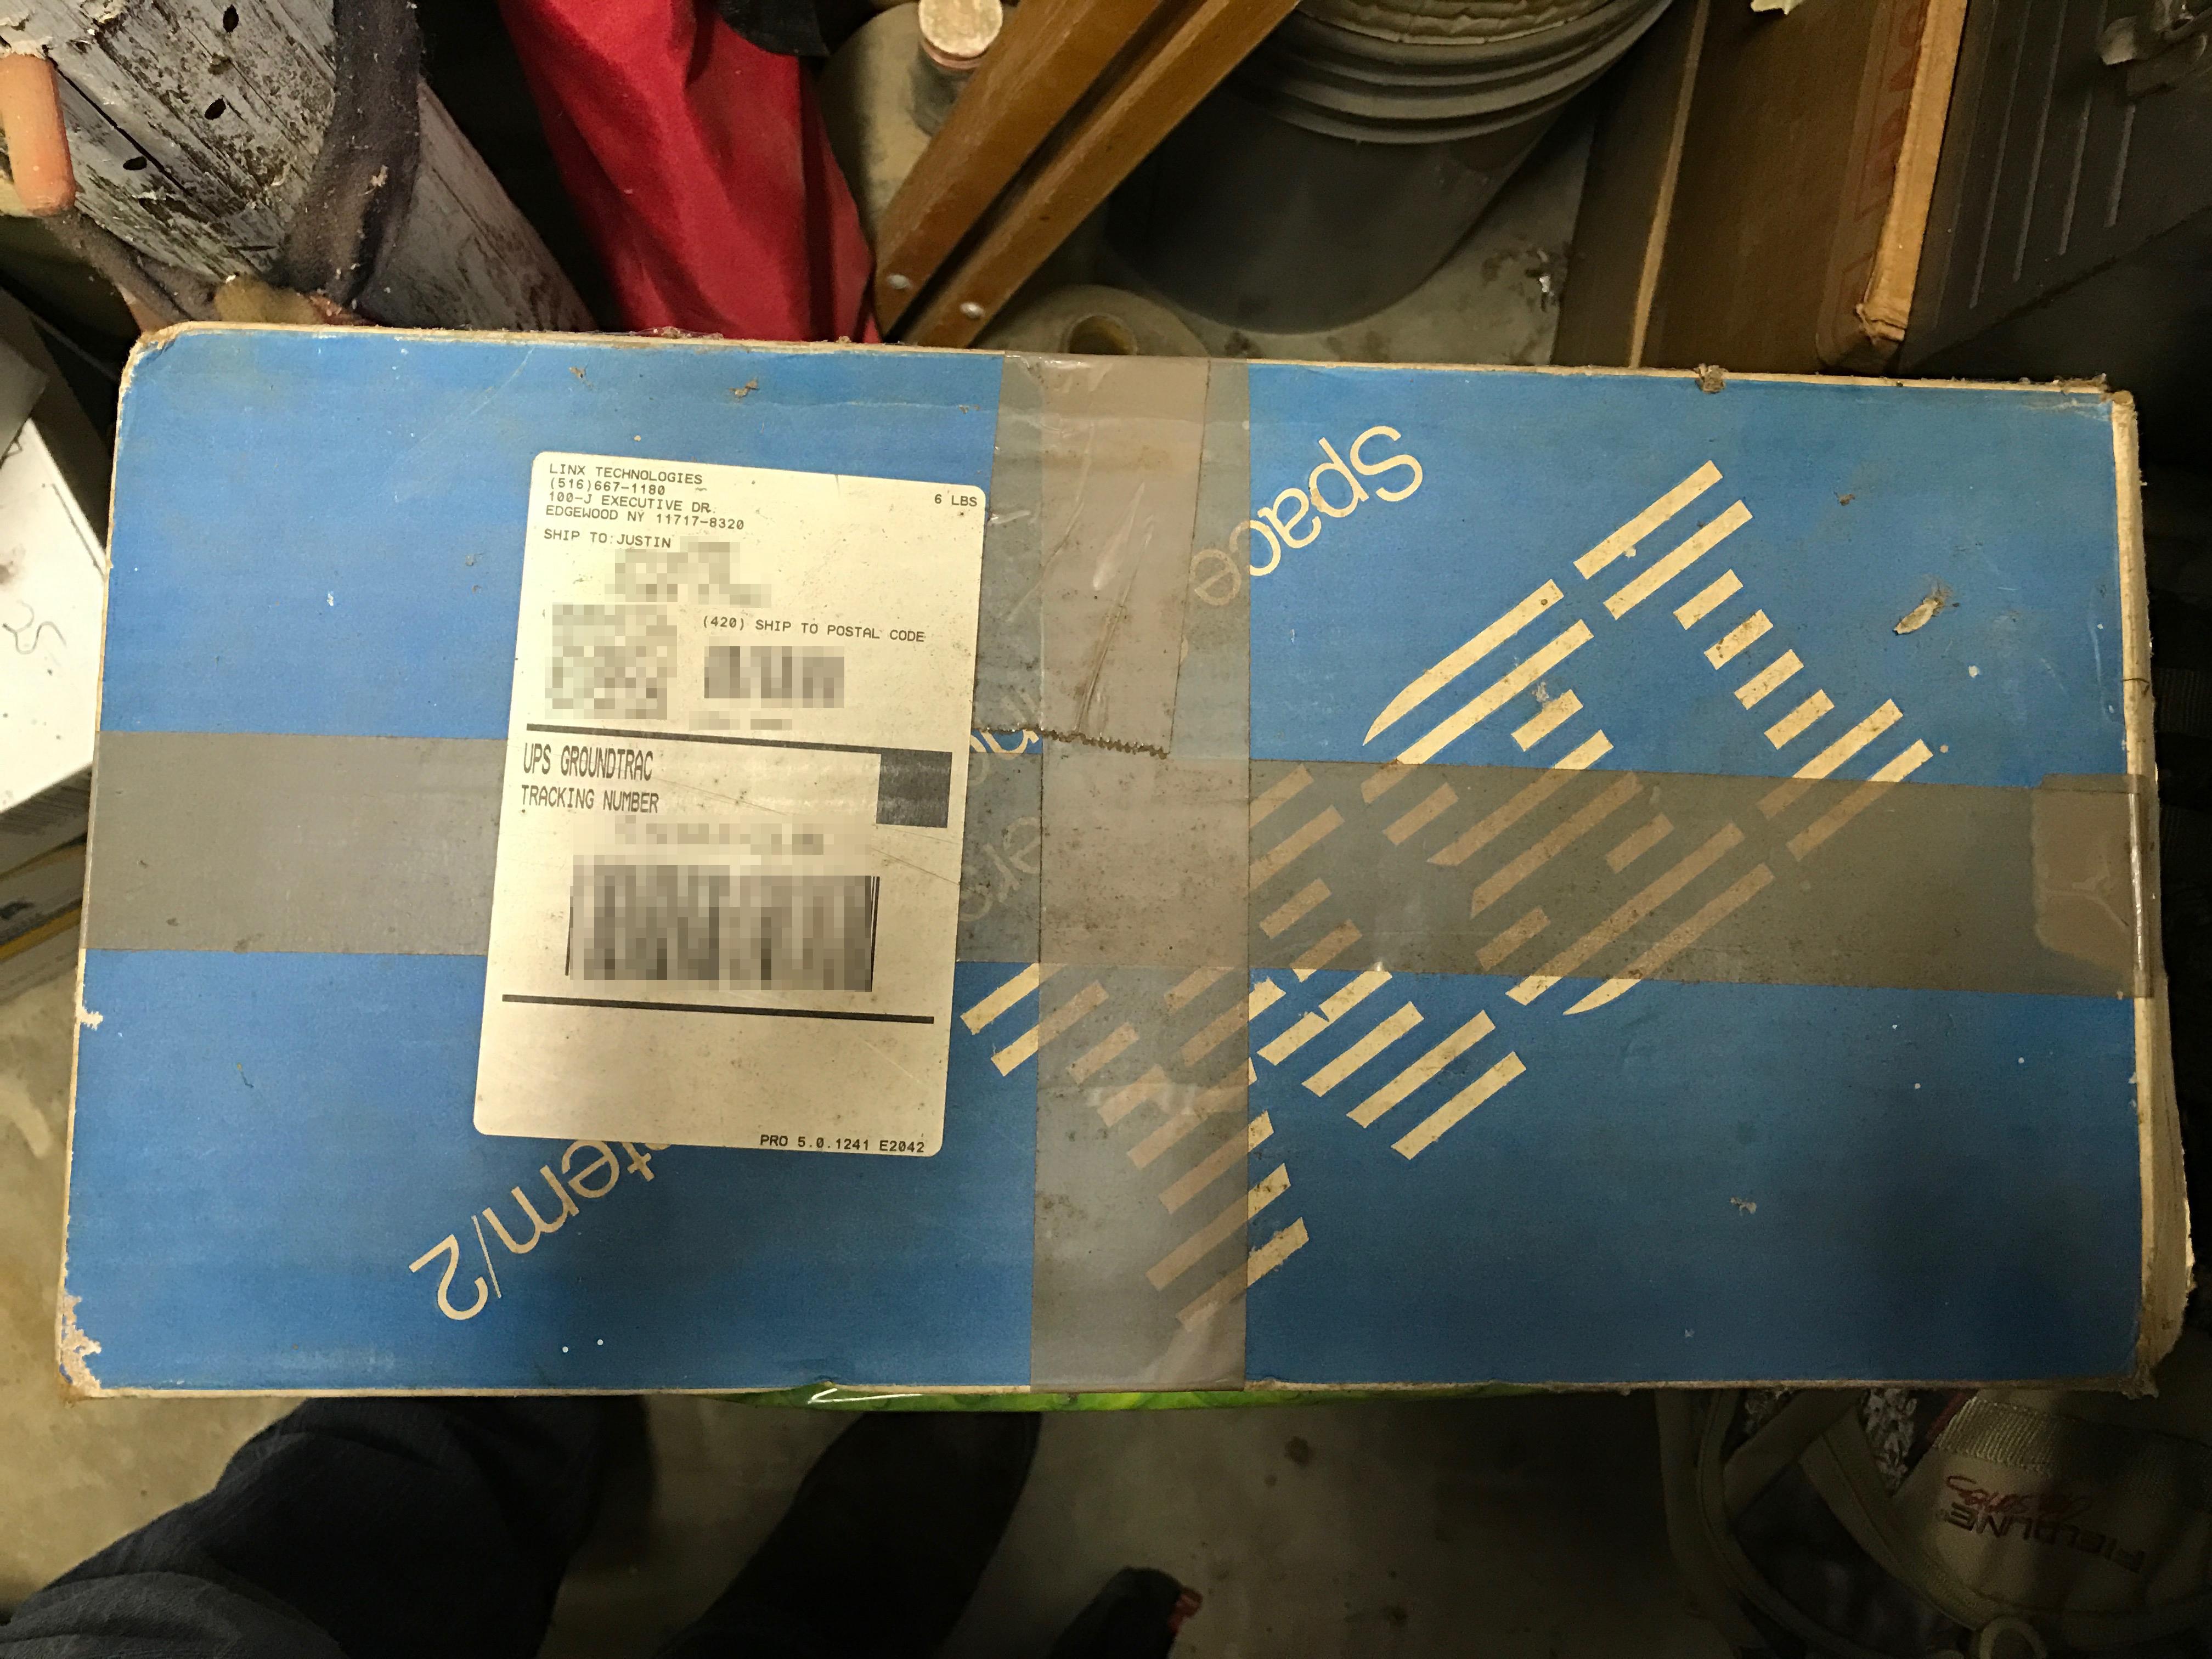 LINX TECHNOLOGIES
(516)667-1180
100-J EXECUTIVE DR.
EDGEWOOD NY 11717-8320
6 LBS
SHIP TO:JUSTIN
(420) SHIP TO POSTAL CODE
UPS GROUNDTRAC
TRACKING NUMBER
PRO 5.0.1241 E2042
Space
tem/2
FIELDLINE